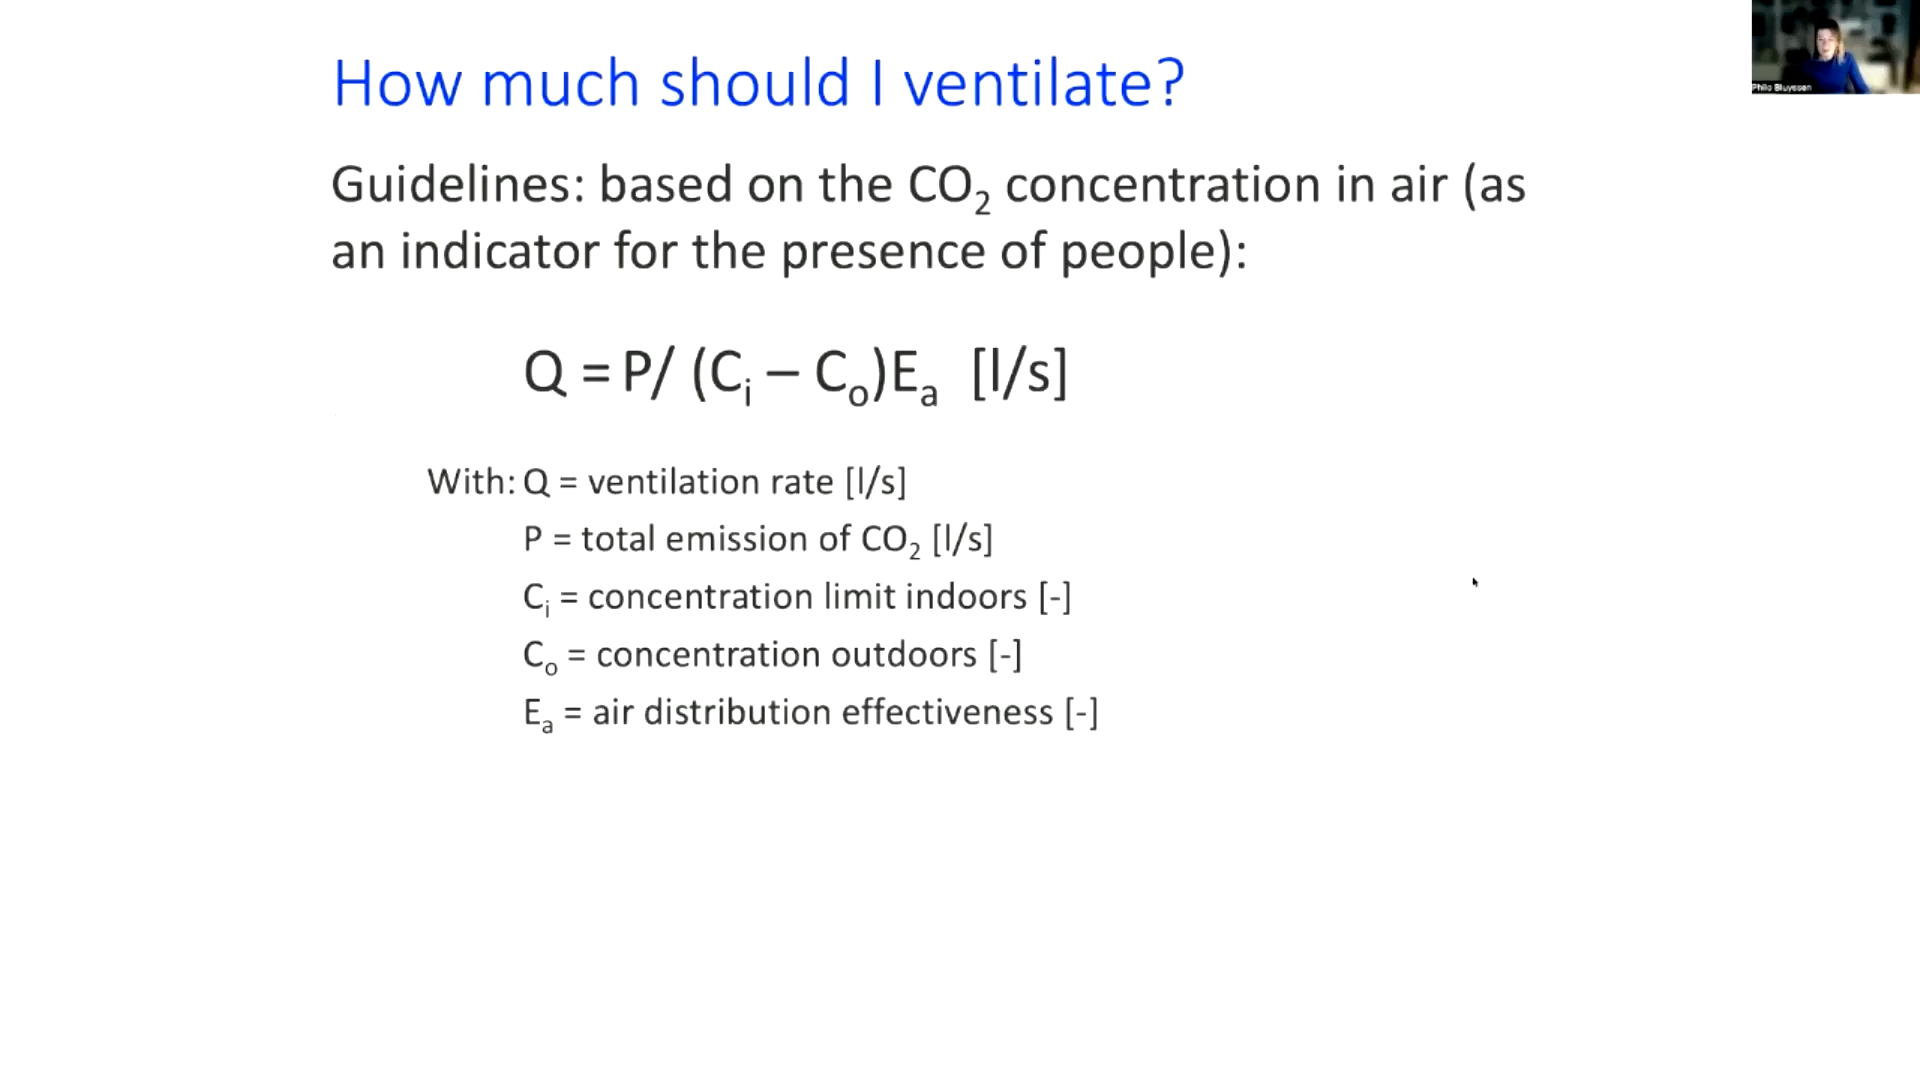 How much should I ventilate?
Philo Bluyssen
Guidelines: based on the CO₂ concentration in air (as
an indicator for the presence of people):
Q = P/ (Cᵢ – Cₒ)Eₐ [l/s]
With: Q = ventilation rate [l/s]
P = total emission of CO₂ [l/s]
Cᵢ = concentration limit indoors [-]
Cₒ = concentration outdoors [-]
Eₐ = air distribution effectiveness [-]